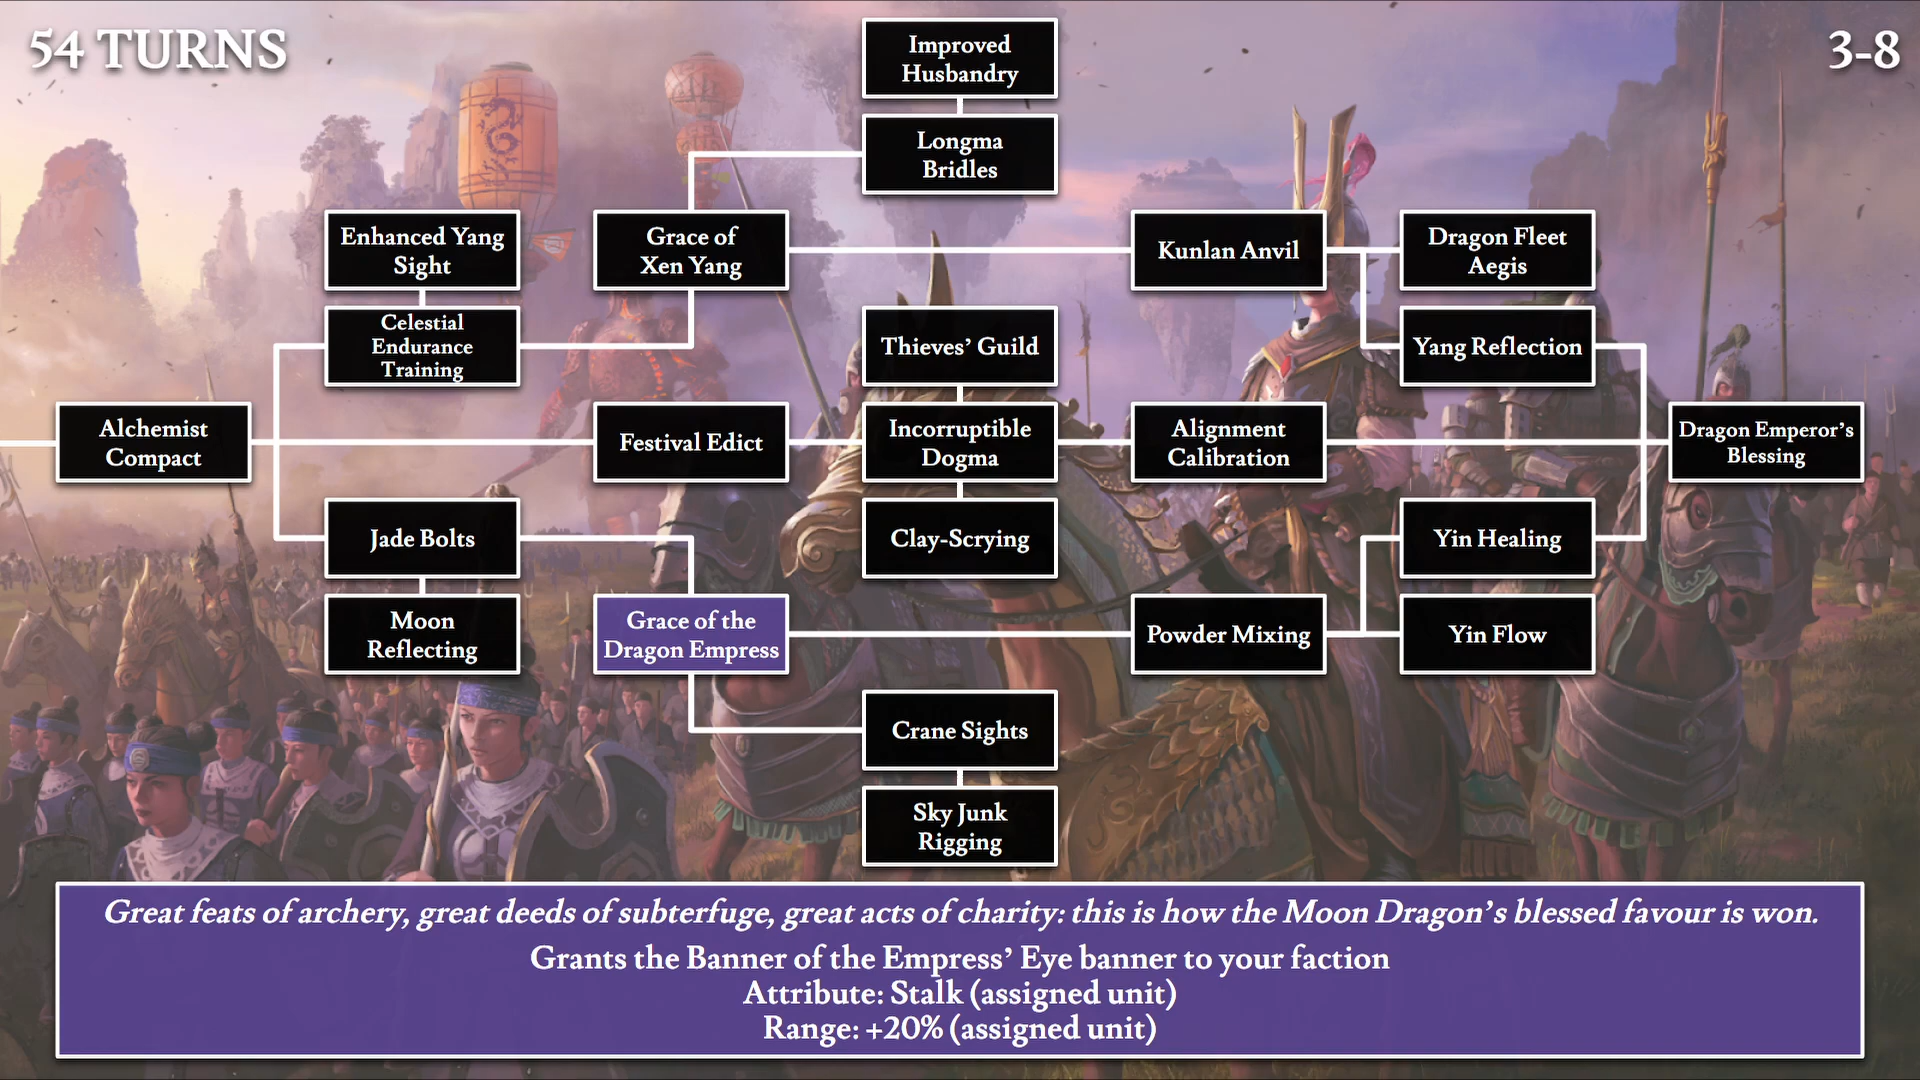 54 TURNS
3-8
Improved
Husbandry
Longma
Bridles
Enhanced Yang
Sight
Grace of
Xen Yang
Kunlan Anvil
Dragon Fleet
Aegis
Celestial
Endurance
Training
Thieves’ Guild
Yang Reflection
Alchemist
Compact
Festival Edict
Incorruptible
Dogma
Alignment
Calibration
Dragon Emperor’s
Blessing
Jade Bolts
Clay-Scrying
Yin Healing
Moon
Reflecting
Grace of the
Dragon Empress
Powder Mixing
Yin Flow
Crane Sights
Sky Junk
Rigging
Great feats of archery, great deeds of subterfuge, great acts of charity: this is how the Moon Dragon’s blessed favour is won.
Grants the Banner of the Empress’ Eye banner to your faction
Attribute: Stalk (assigned unit)
Range: +20% (assigned unit)